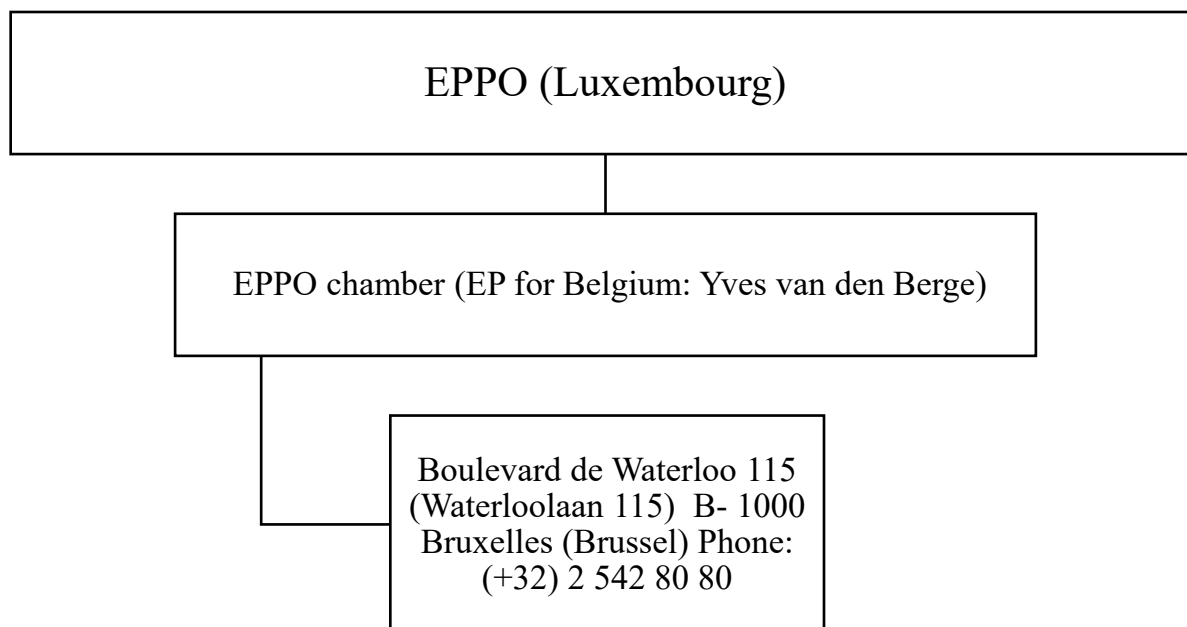 EPPO (Luxembourg)
EPPO chamber (EP for Belgium: Yves van den Berge)
Boulevard de Waterloo 115
(Waterloolaan 115)  B- 1000
Bruxelles (Brussel) Phone:
(+32) 2 542 80 80